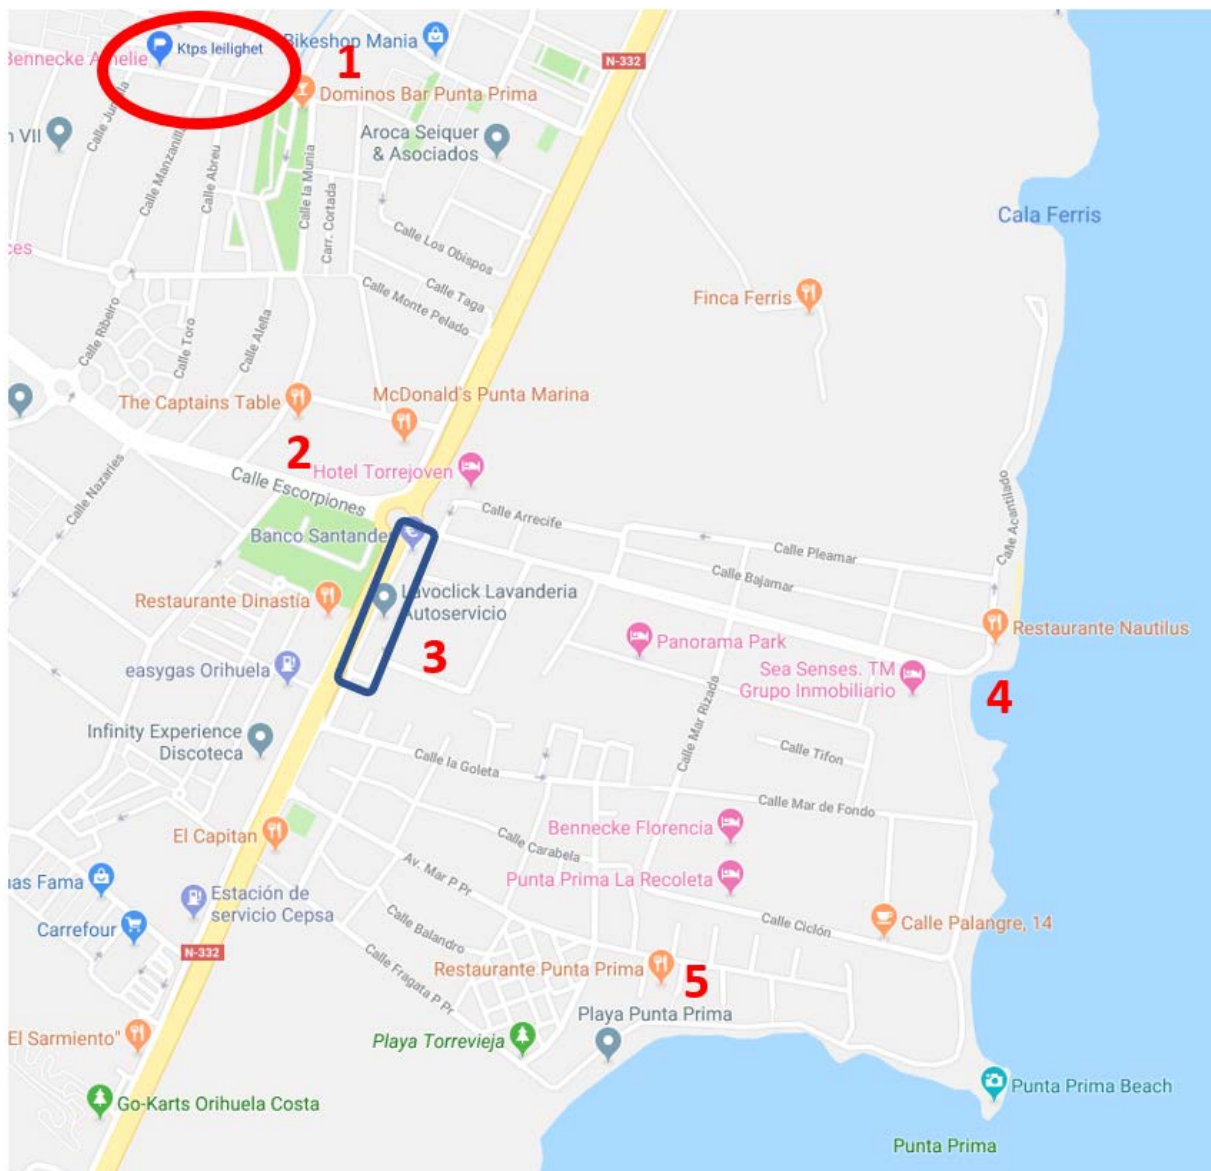 Ktps leilighet
Bennecke Amelie
Bikeshop Mania
1
N-332
Dominos Bar Punta Prima
Aroca Seiquer
& Asociados
VII
Calle Manzanilla
Calle Abreu
Calle la Munia
Carr. Cortada
Calle Los Obispos
Cala Ferris
Calle Taga
Calle Monte Pelado
Finca Ferris
Calle Ribeiro
Calle Toro
Calle Alella
The Captains Table
McDonald's Punta Marina
2
Hotel Torrejoven
Calle Escorpiones
Calle Nazaries
Calle Arrecife
Calle Acantilado
Banco Santander
Calle Pleamar
Calle Bajamar
Lavoclick Lavanderia
Autoservicio
Restaurante Dinastía
Restaurante Nautilus
3
Panorama Park
easygas Orihuela
Sea Senses. TM
Grupo Inmobiliario
4
Calle Mar Rizada
Infinity Experience
Discoteca
Calle la Goleta
Calle Tifon
Calle Mar de Fondo
El Capitan
Bennecke Florencia
Calle Carabela
Av. Mar P Pr
Punta Prima La Recoleta
nas Fama
Estación de
servicio Cepsa
Carrefour
Calle Balandro
Calle Ciclón
Calle Palangre, 14
N-332
Calle Fragata P Pr
Restaurante Punta Prima
5
Playa Punta Prima
El Sarmiento"
Playa Torrevieja
Punta Prima Beach
Go-Karts Orihuela Costa
Punta Prima